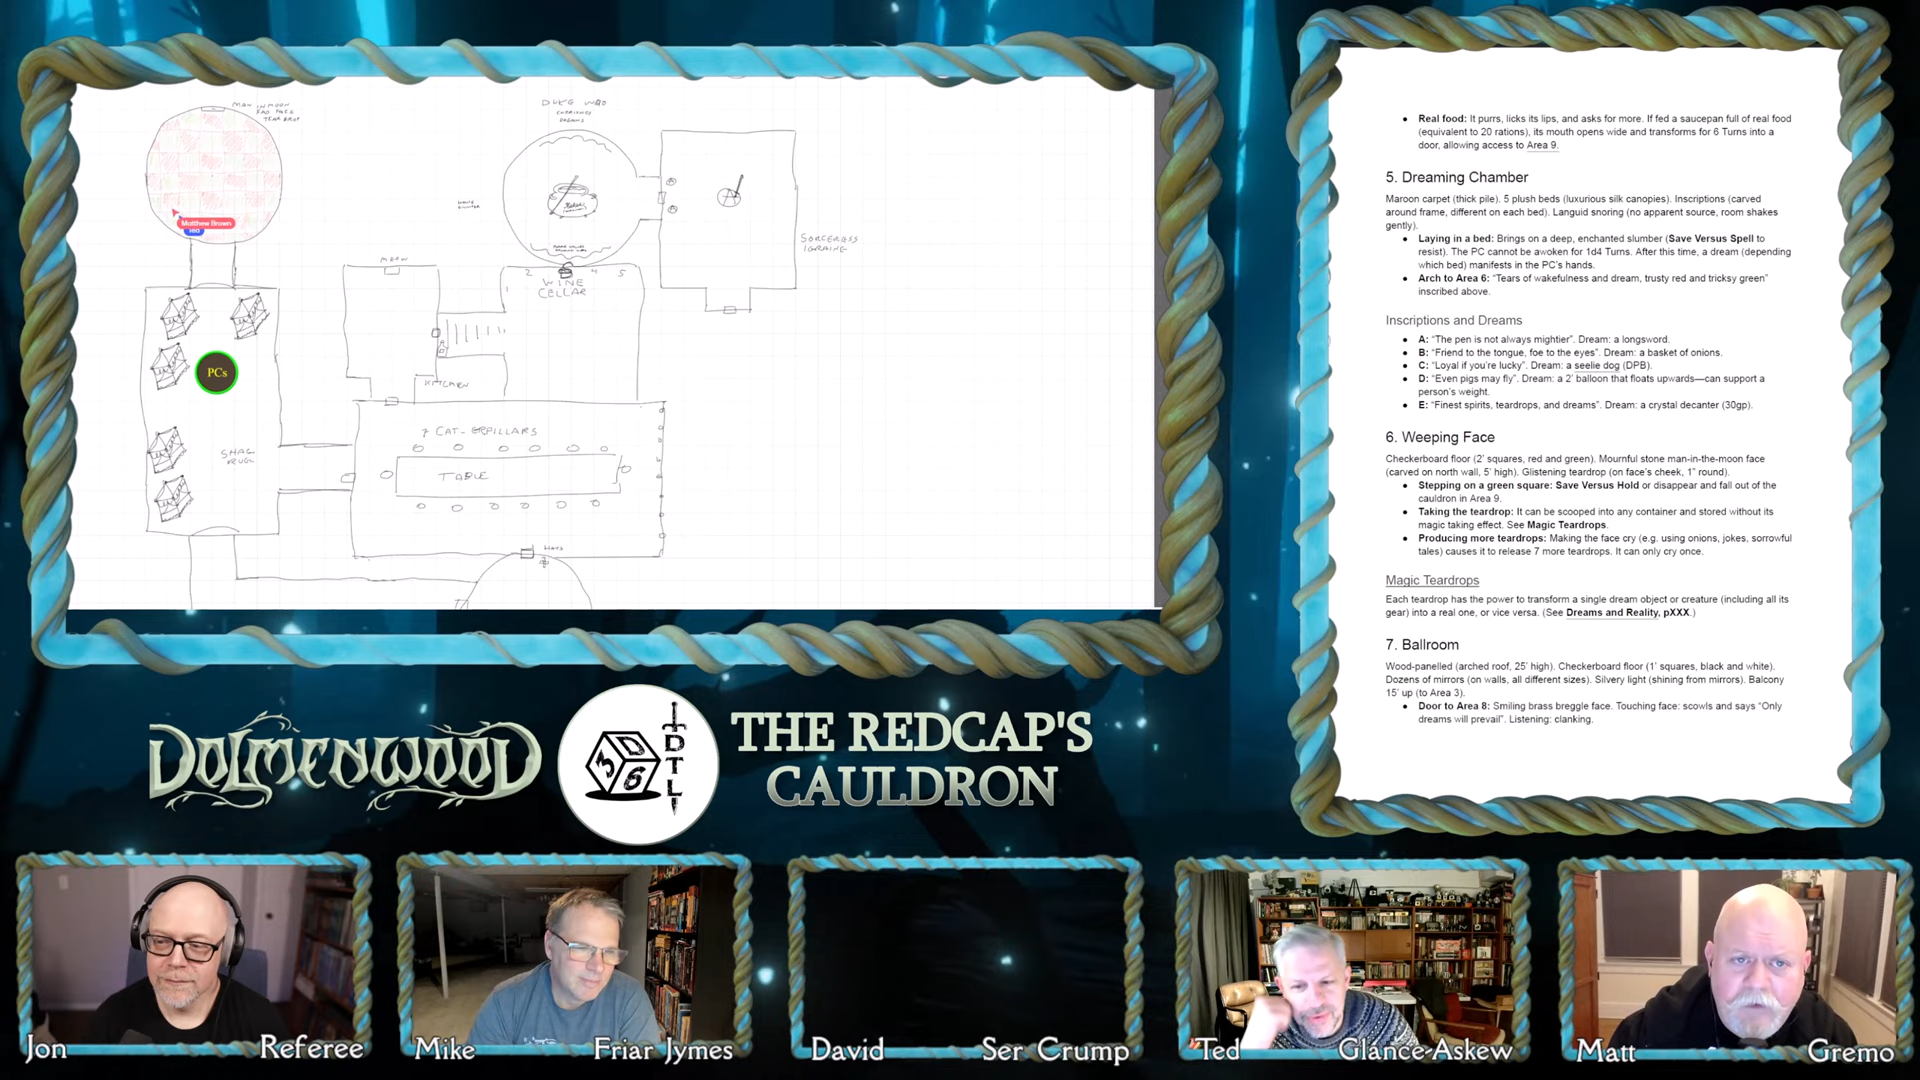 MAN IN MOON
SAD FACE
TEAR DROP
Matthew Brown
Ted
DUKE WAD
CHERISHED
DREAMS
SORCERESS
IGRAINE
MEOW
2
4
5
1
WINE
CELLAR
KITCHEN
PCs
SHAG
RUG
7 CAT-ERPILLARS
TABLE
• Real food: It purrs, licks its lips, and asks for more. If fed a saucepan full of real food
(equivalent to 20 rations), its mouth opens wide and transforms for 6 Turns into a
door, allowing access to Area 9.
5. Dreaming Chamber
Maroon carpet (thick pile). 5 plush beds (luxurious silk canopies). Inscriptions (carved
around frame, different on each bed). Languid snoring (no apparent source, room shakes
gently).
• Laying in a bed: Brings on a deep, enchanted slumber (Save Versus Spell to
resist). The PC cannot be awoken for 1d4 Turns. After this time, a dream (depending
which bed) manifests in the PC's hands.
• Arch to Area 6: "Tears of wakefulness and dream, trusty red and tricksy green"
inscribed above.
Inscriptions and Dreams
• A: "The pen is not always mightier". Dream: a longsword.
• B: "Friend to the tongue, foe to the eyes". Dream: a basket of onions.
• C: "Loyal if you're lucky". Dream: a seelie dog (DPB).
• D: "Even pigs may fly". Dream: a 2' balloon that floats upwards—can support a
person's weight.
• E: "Finest spirits, teardrops, and dreams". Dream: a crystal decanter (30gp).
6. Weeping Face
Checkerboard floor (2' squares, red and green). Mournful stone man-in-the-moon face
(carved on north wall, 5' high). Glistening teardrop (on face's cheek, 1" round).
• Stepping on a green square: Save Versus Hold or disappear and fall out of the
cauldron in Area 9.
• Taking the teardrop: It can be scooped into any container and stored without its
magic taking effect. See Magic Teardrops.
• Producing more teardrops: Making the face cry (e.g. using onions, jokes, sorrowful
tales) causes it to release 7 more teardrops. It can only cry once.
Magic Teardrops
Each teardrop has the power to transform a single dream object or creature (including all its
gear) into a real one, or vice versa. (See Dreams and Reality, pXXX.)
7. Ballroom
Wood-panelled (arched roof, 25' high). Checkerboard floor (1' squares, black and white).
Dozens of mirrors (on walls, all different sizes). Silvery light (shining from mirrors). Balcony
15' up (to Area 3).
• Door to Area 8: Smiling brass breggle face. Touching face: scowls and says "Only
dreams will prevail". Listening: clanking.
DOLMENWOOD
3D6
DTL
THE REDCAP'S
CAULDRON
Jon Referee
Mike Friar Jymes
David Ser Crump
Ted Glance-Askew
Matt Gremo